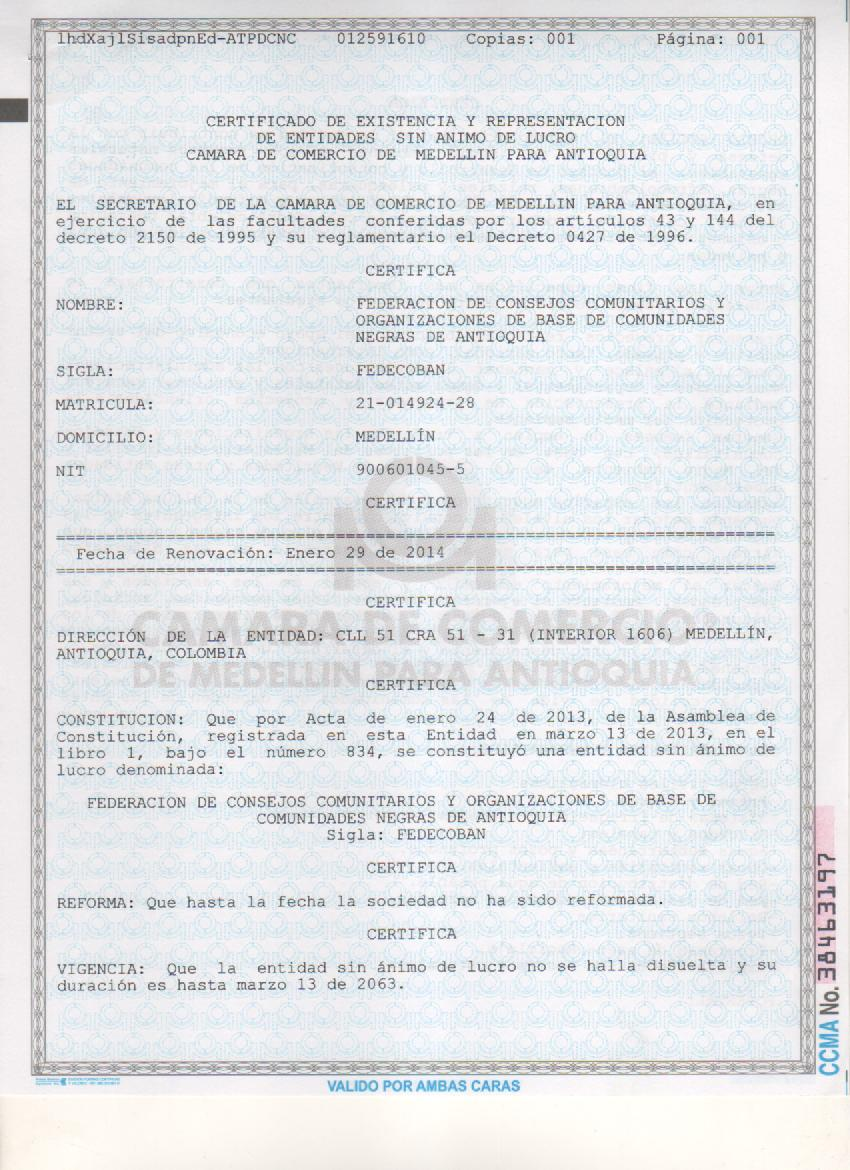 lhdXajlSisadpnEd-ATPDCNC 012591610 Copias: 001 Página: 001
CERTIFICADO DE EXISTENCIA Y REPRESENTACION
DE ENTIDADES SIN ANIMO DE LUCRO
CAMARA DE COMERCIO DE MEDELLIN PARA ANTIOQUIA
EL SECRETARIO DE LA CAMARA DE COMERCIO DE MEDELLIN PARA ANTIOQUIA, en
ejercicio de las facultades conferidas por los artículos 43 y 144 del
decreto 2150 de 1995 y su reglamentario el Decreto 0427 de 1996.
CERTIFICA
NOMBRE: FEDERACION DE CONSEJOS COMUNITARIOS Y
ORGANIZACIONES DE BASE DE COMUNIDADES
NEGRAS DE ANTIOQUIA
SIGLA: FEDECOBAN
MATRICULA: 21-014924-28
DOMICILIO: MEDELLÍN
NIT 900601045-5
CERTIFICA
Fecha de Renovación: Enero 29 de 2014
CERTIFICA
CAMARA DE COMERCIO
DIRECCIÓN DE LA ENTIDAD: CLL 51 CRA 51 - 31 (INTERIOR 1606) MEDELLÍN,
ANTIOQUIA, COLOMBIA
DE MEDELLIN PARA ANTIOQUIA
CERTIFICA
CONSTITUCION: Que por Acta de enero 24 de 2013, de la Asamblea de
Constitución, registrada en esta Entidad en marzo 13 de 2013, en el
libro 1, bajo el número 834, se constituyó una entidad sin ánimo de
lucro denominada:
FEDERACION DE CONSEJOS COMUNITARIOS Y ORGANIZACIONES DE BASE DE
COMUNIDADES NEGRAS DE ANTIOQUIA
Sigla: FEDECOBAN
CERTIFICA
REFORMA: Que hasta la fecha la sociedad no ha sido reformada.
CERTIFICA
VIGENCIA: Que la entidad sin ánimo de lucro no se halla disuelta y su
duración es hasta marzo 13 de 2063.
VALIDO POR AMBAS CARAS
CCMA No. 38463197